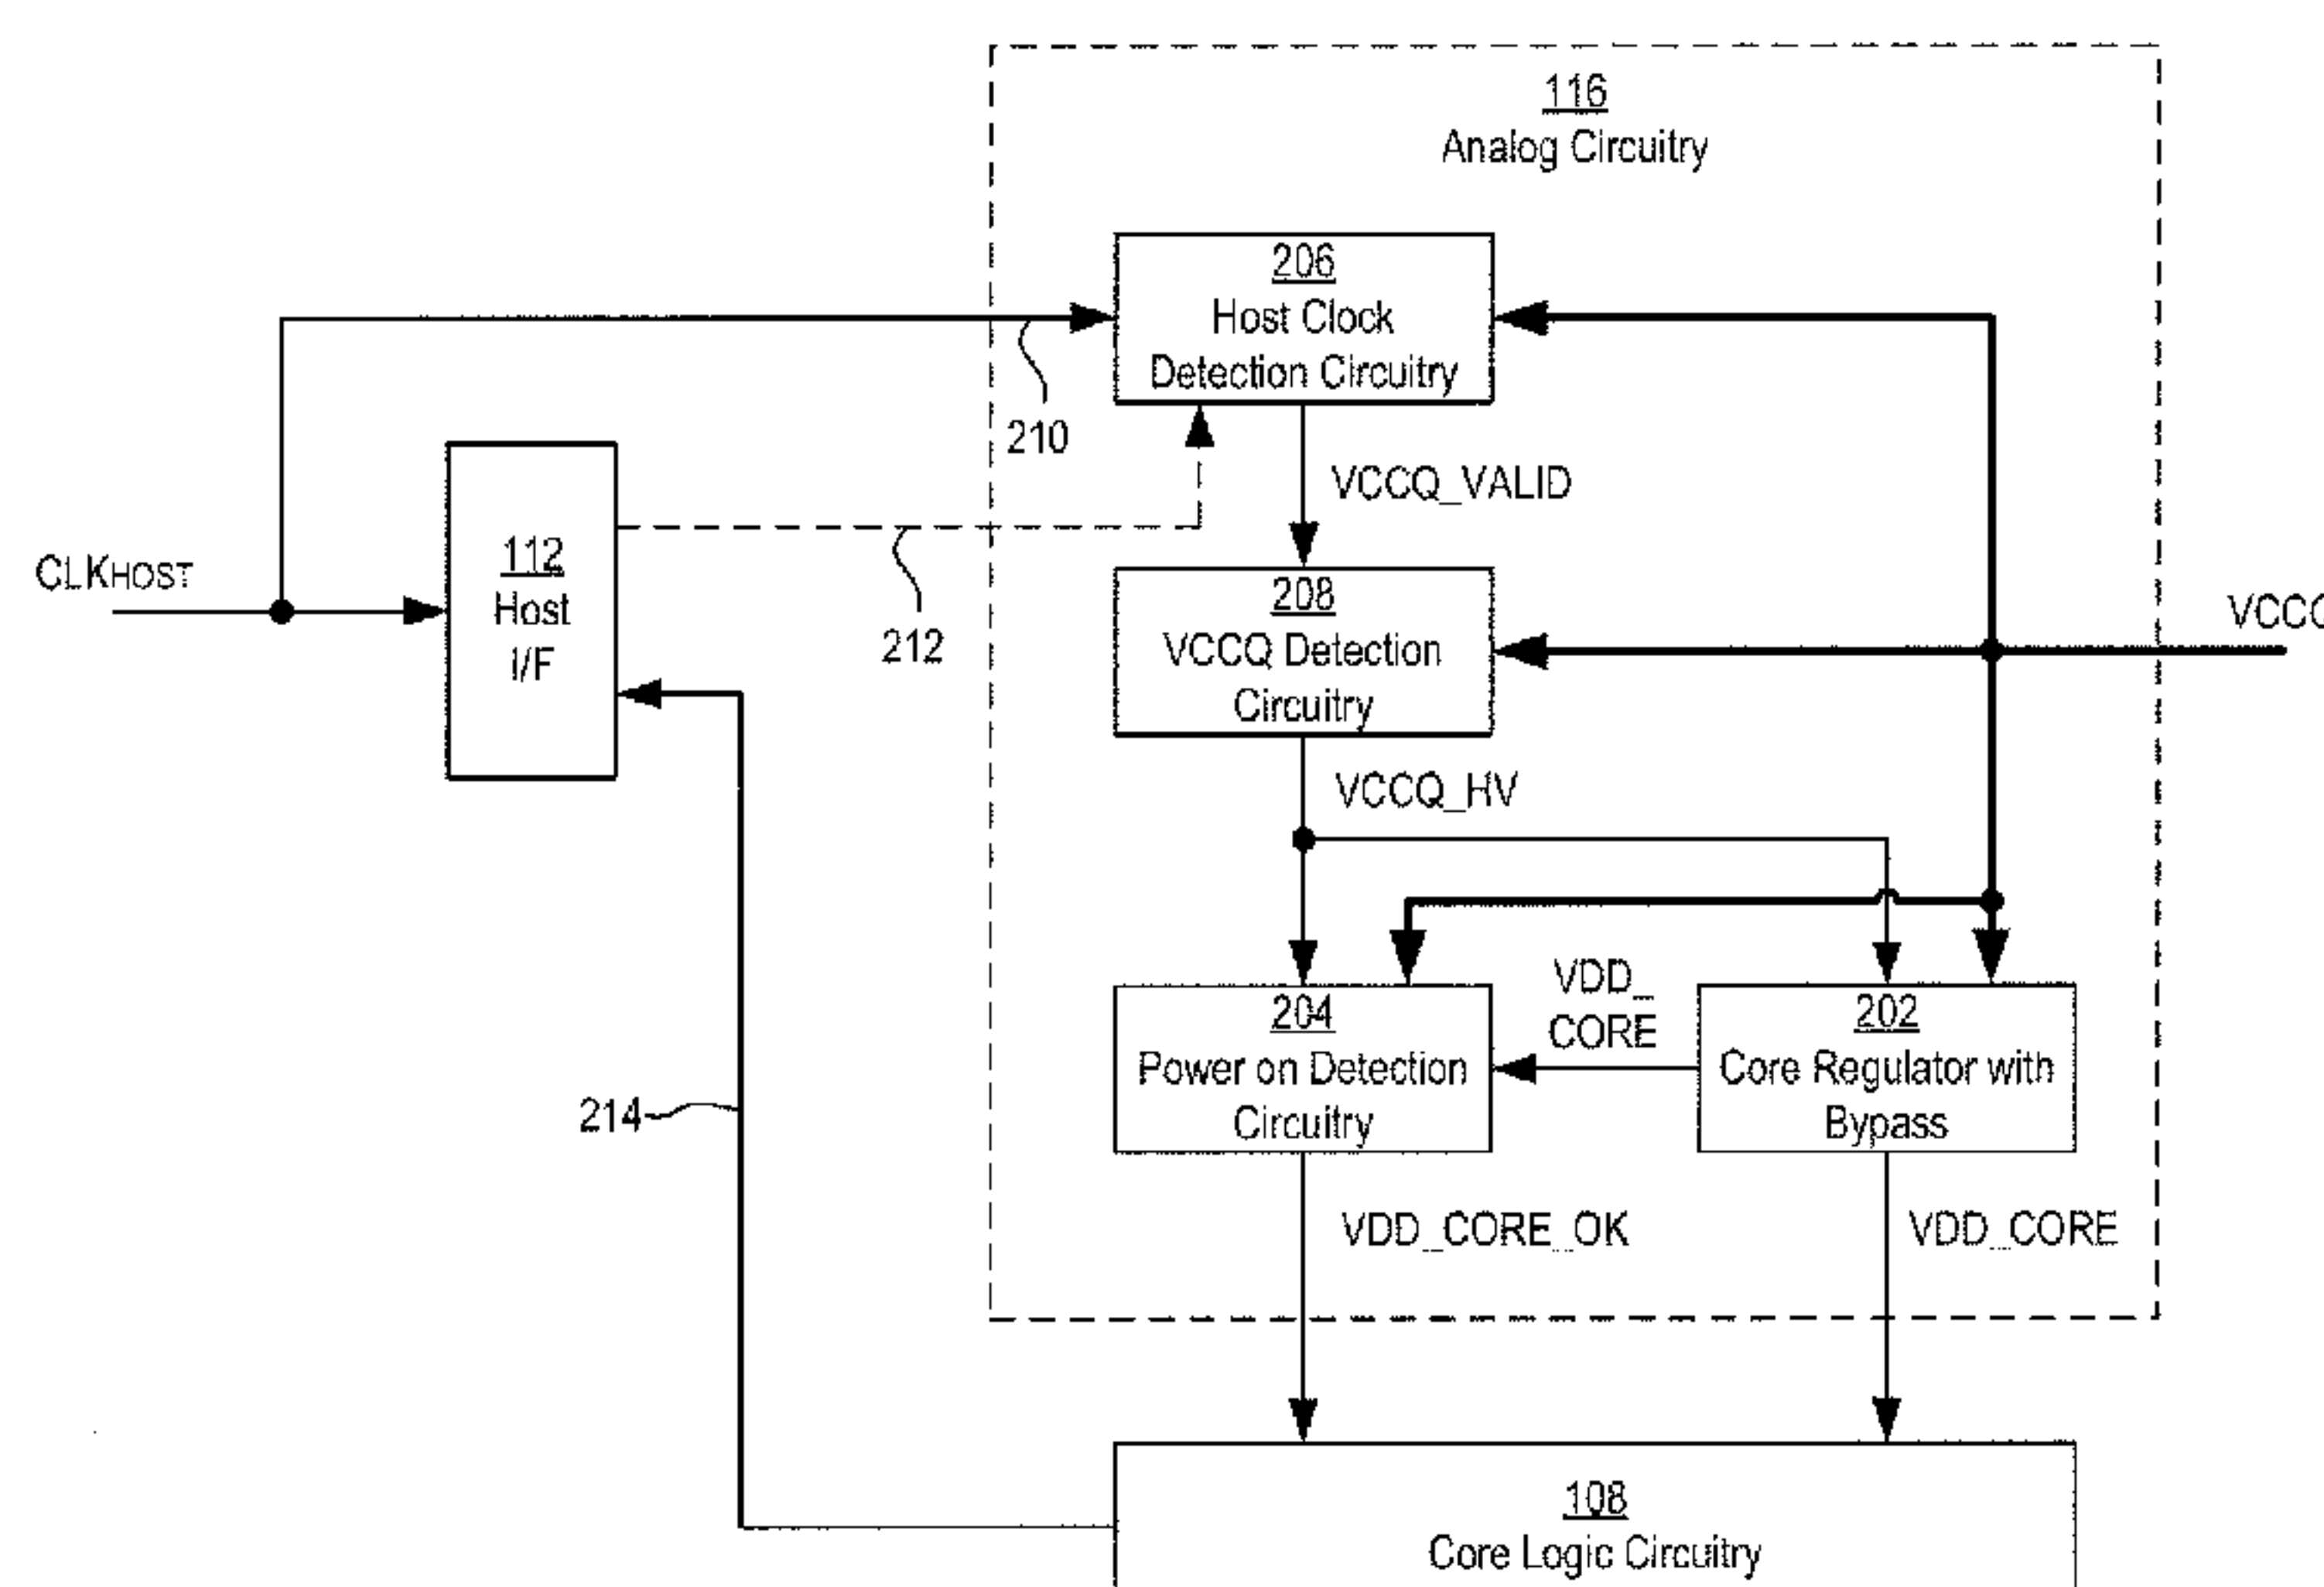 116
Analog Circuitry
206
Host Clock
Detection Circuitry
210
VCCQ_VALID
CLKHOST
112
Host
I/F
212
208
VCCQ Detection
Circuitry
VCCQ_HV
204
Power on Detection
Circuitry
VDD_
CORE
202
Core Regulator with
Bypass
214
VDD_CORE_OK
VDD_CORE
108
Core Logic Circuitry